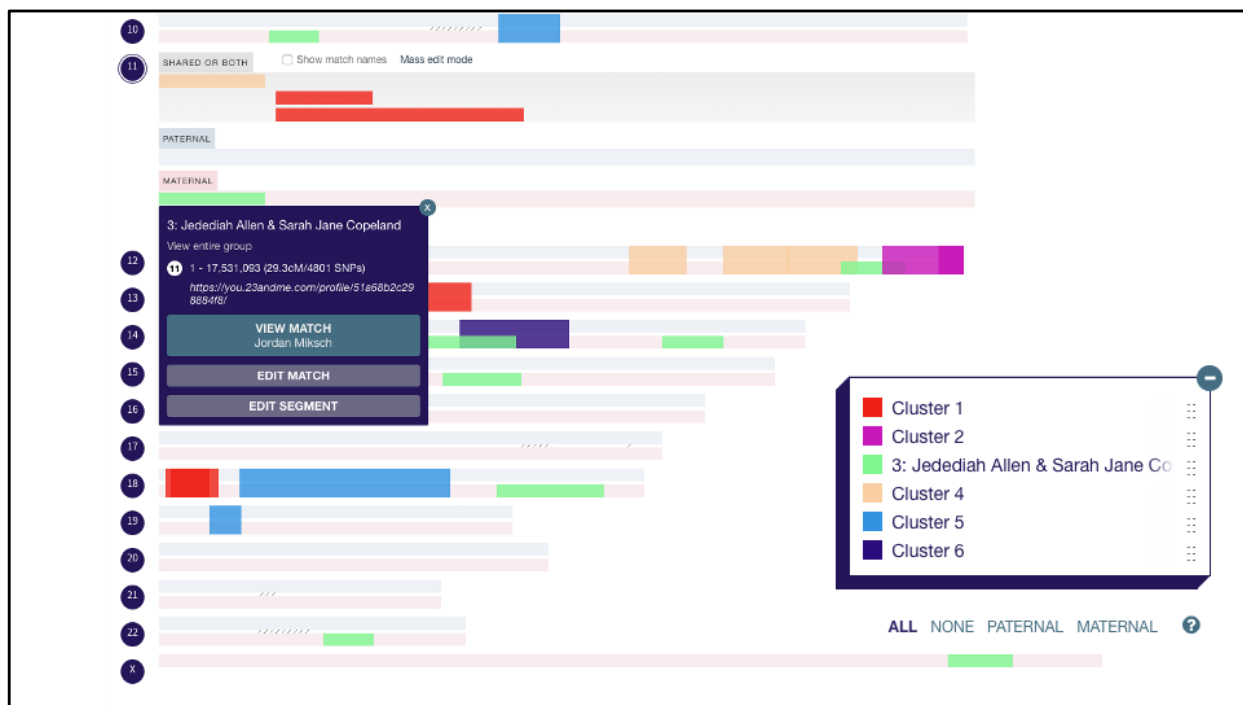 10
11
SHARED OR BOTH
Show match names
Mass edit mode
PATERNAL
MATERNAL
x
3: Jedediah Allen & Sarah Jane Copeland
View entire group
11 1 - 17,531,093 (29.3cM/4801 SNPs)
https://you.23andme.com/profile/51a68b2c29
8884f8/
VIEW MATCH
Jordan Miksch
EDIT MATCH
EDIT SEGMENT
12
13
14
15
16
17
18
19
20
21
22
X
Cluster 1
Cluster 2
3: Jedediah Allen & Sarah Jane Co
Cluster 4
Cluster 5
Cluster 6
ALL NONE PATERNAL MATERNAL ?